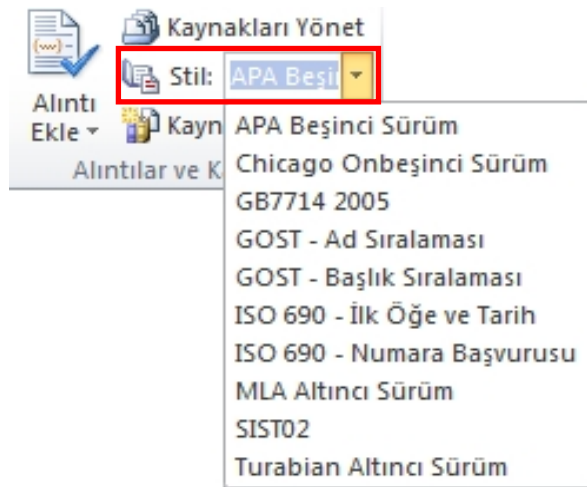 Kaynakları Yönet
Stil: APA Beşi
Alıntı
Ekle
Kayn
Alıntılar ve K
APA Beşinci Sürüm
Chicago Onbeşinci Sürüm
GB7714 2005
GOST - Ad Sıralaması
GOST - Başlık Sıralaması
ISO 690 - İlk Öğe ve Tarih
ISO 690 - Numara Başvurusu
MLA Altıncı Sürüm
SIST02
Turabian Altıncı Sürüm